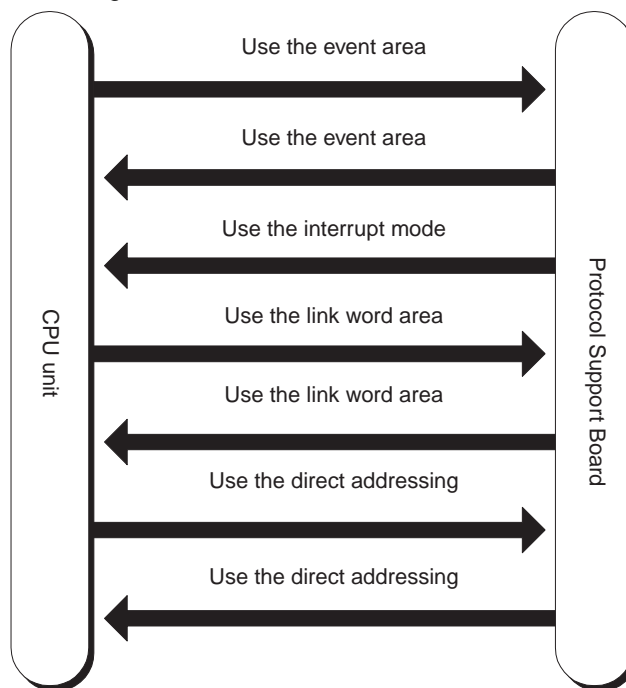 Use the event area
Use the event area
Use the interrupt mode
Use the link word area
Use the link word area
Use the direct addressing
Use the direct addressing
CPU unit
Protocol Support Board